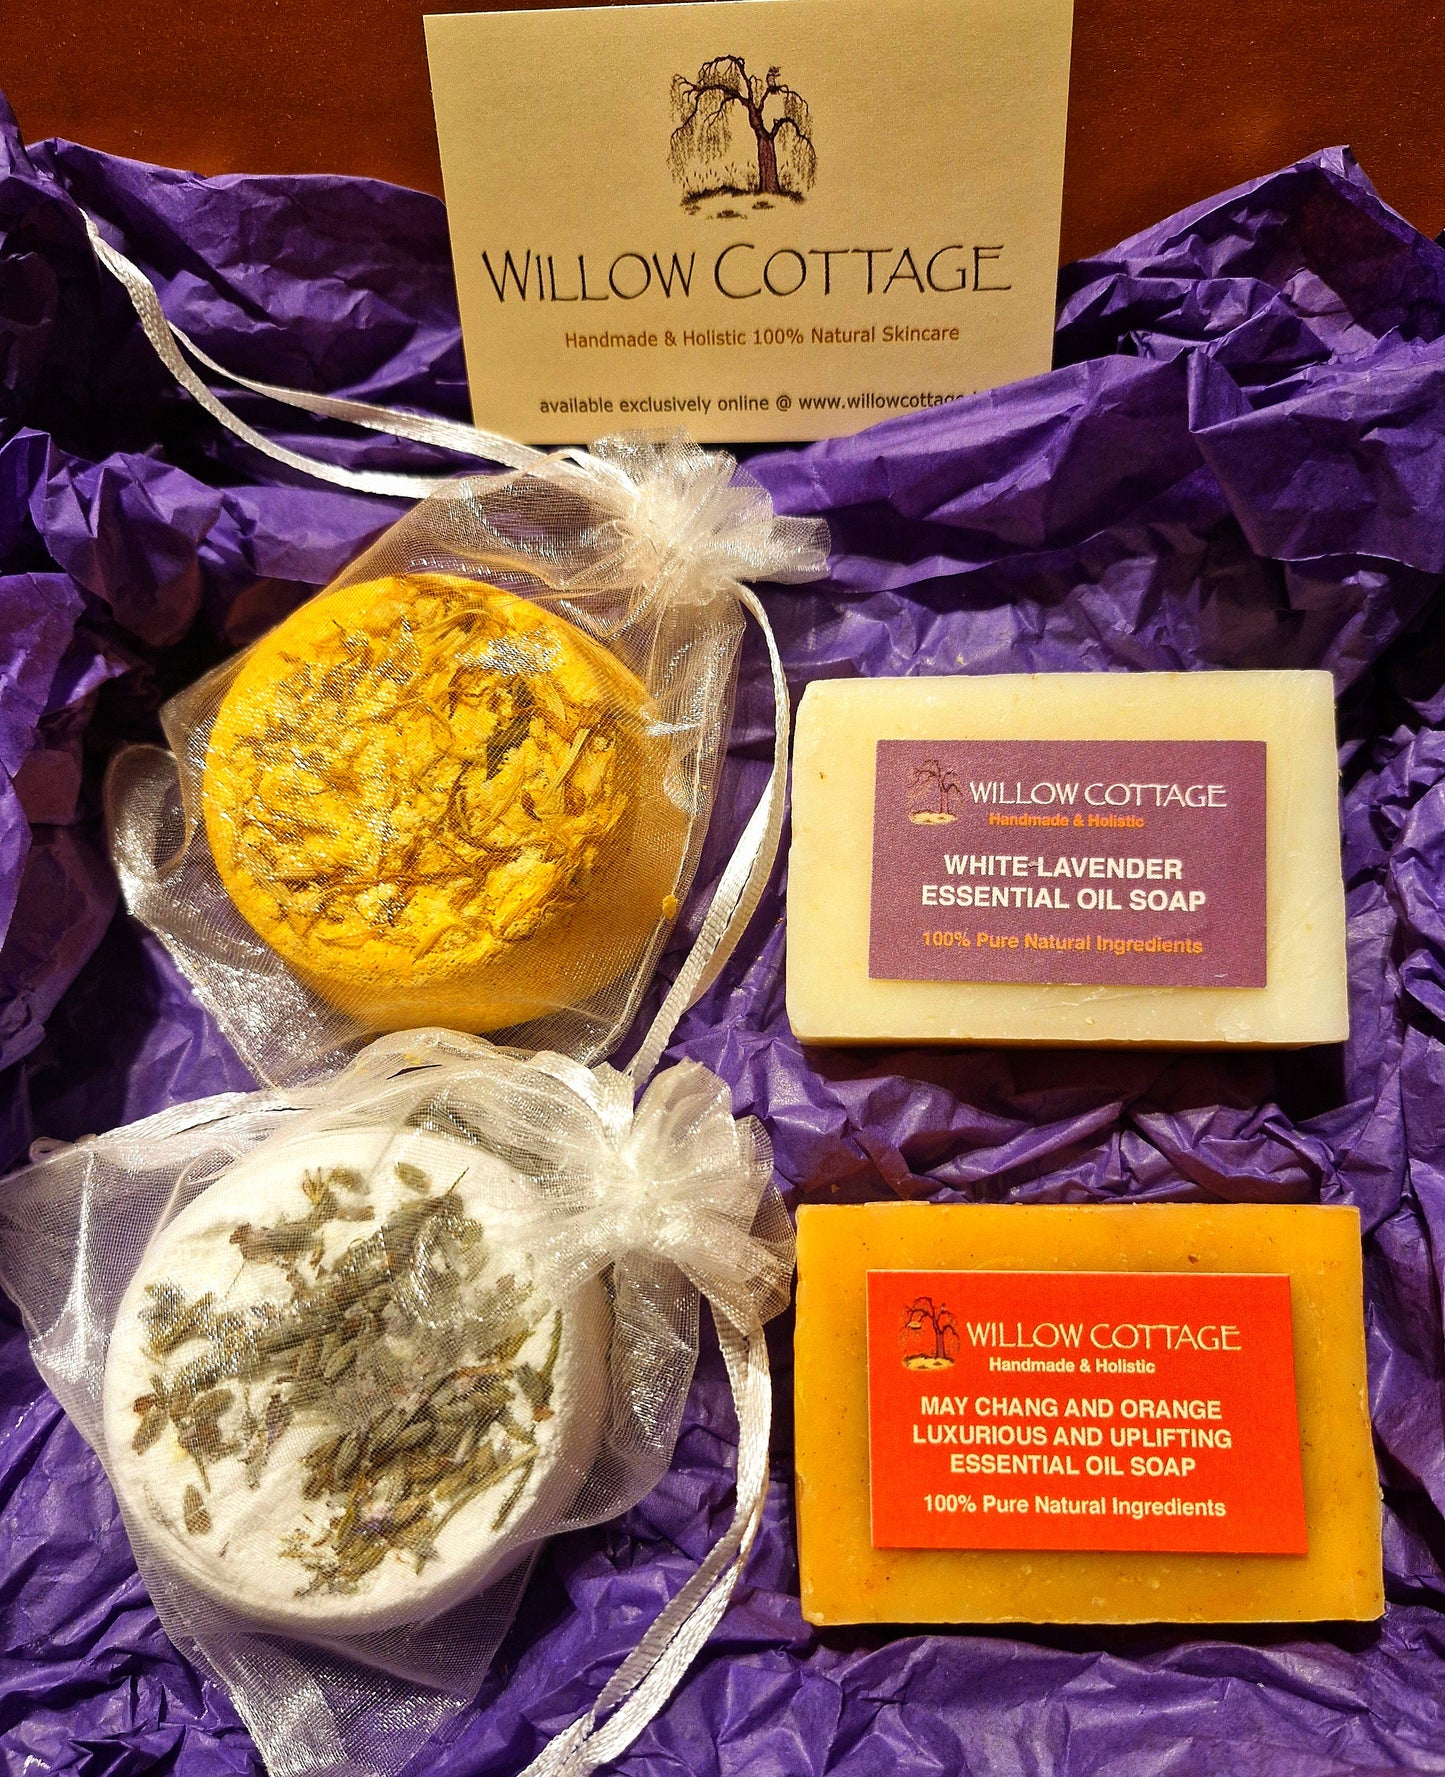 WILLOW COTTAGE
Handmade & Holistic 100% Natural Skincare
available exclusively online @ www.willowcottage.
WILLOW COTTAGE
Handmade & Holistic
WHITE LAVENDER
ESSENTIAL OIL SOAP
100% Pure Natural Ingredients
WILLOW COTTAGE
Handmade & Holistic
MAY CHANG AND ORANGE
LUXURIOUS AND UPLIFTING
ESSENTIAL OIL SOAP
100% Pure Natural Ingredients